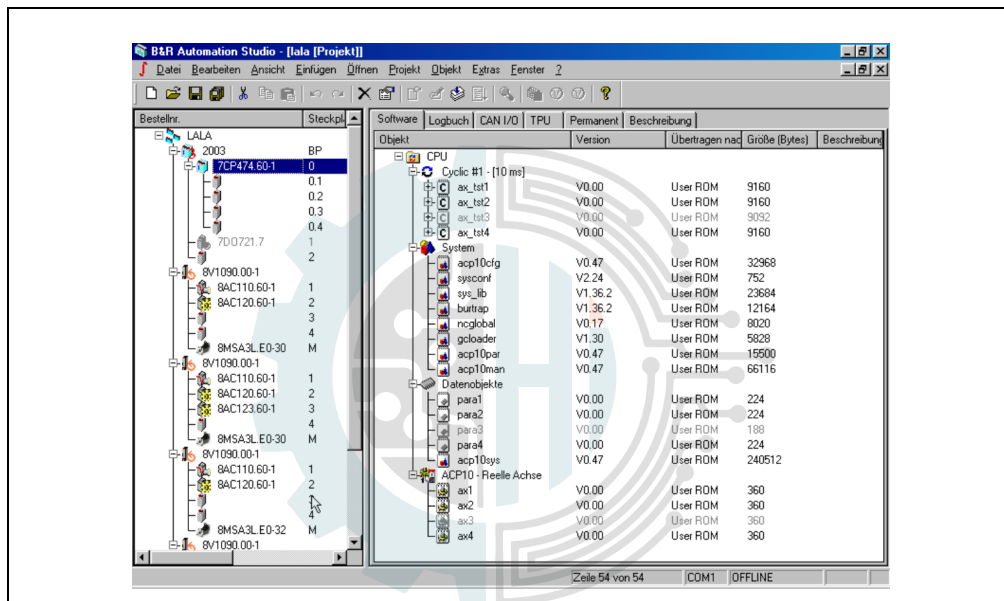 B&R Automation Studio - [lala [Projekt]]
Datei Bearbeiten Ansicht Einfügen Öffnen Projekt Objekt Extras Fenster ?
Bestellnr. Steckpl
LALA
2003 BP
7CP474.60-1 0
0.1
0.2
0.3
0.4
7DO721.7 1
2
8V1090.00-1
8AC110.60-1 1
8AC120.60-1 2
3
4
8MSA3L.E0-30 M
8V1090.00-1
8AC110.60-1 1
8AC120.60-1 2
8AC123.60-1 3
4
8MSA3L.E0-30 M
8V1090.00-1
8AC110.60-1 1
8AC120.60-1 2
4
8MSA3L.E0-32 M
8V1090.00-1
Software Logbuch CAN I/O TPU Permanent Beschreibung
Objekt Version Übertragen nac Größe (Bytes) Beschreibung
CPU
Cyclic #1 - [10 ms]
ax_tst1 V0.00 User ROM 9160
ax_tst2 V0.00 User ROM 9160
ax_tst3 V0.00 User ROM 9092
ax_tst4 V0.00 User ROM 9160
System
acp10cfg V0.47 User ROM 32968
sysconf V2.24 User ROM 752
sys_lib V1.36.2 User ROM 23684
burtrap V1.36.2 User ROM 12164
ncglobal V0.17 User ROM 8020
gcloader V1.30 User ROM 5828
acp10par V0.47 User ROM 15500
acp10man V0.47 User ROM 66116
Datenobjekte
para1 V0.00 User ROM 224
para2 V0.00 User ROM 224
para3 V0.00 User ROM 188
para4 V0.00 User ROM 224
acp10sys V0.47 User ROM 240512
ACP10 - Reelle Achse
ax1 V0.00 User ROM 360
ax2 V0.00 User ROM 360
ax3 V0.00 User ROM 360
ax4 V0.00 User ROM 360
Zeile 54 von 54 COM1 OFFLINE